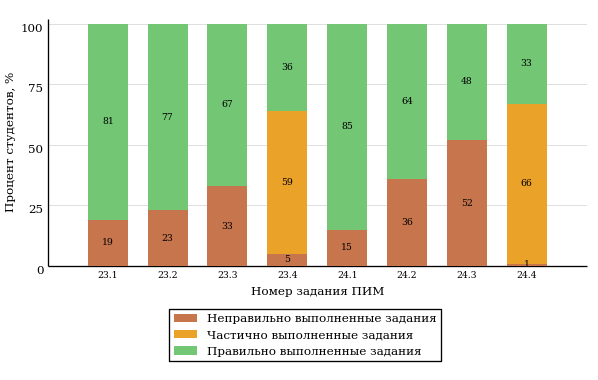 100
75
50
25
0
Процент студентов, %
81 77 67 36 85 64 48 33
19 23 33 59 15 36 52 66
5 1
23.1 23.2 23.3 23.4 24.1 24.2 24.3 24.4
Номер задания ПИМ
Неправильно выполненные задания
Частично выполненные задания
Правильно выполненные задания